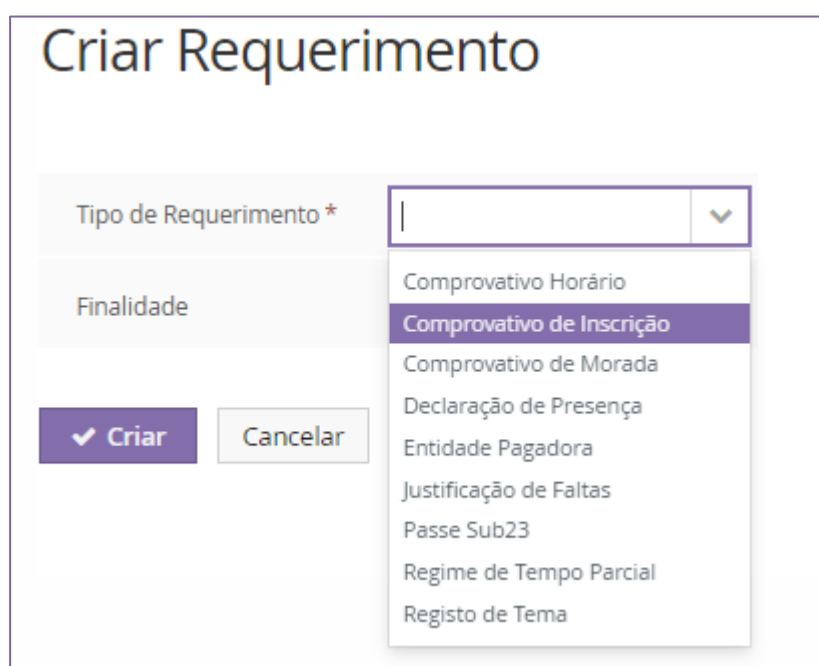 Criar Requerimento
Tipo de Requerimento *
Comprovativo Horário
Finalidade
Comprovativo de Inscrição
Comprovativo de Morada
Declaração de Presença
Criar
Cancelar
Entidade Pagadora
Justificação de Faltas
Passe Sub23
Regime de Tempo Parcial
Registo de Tema